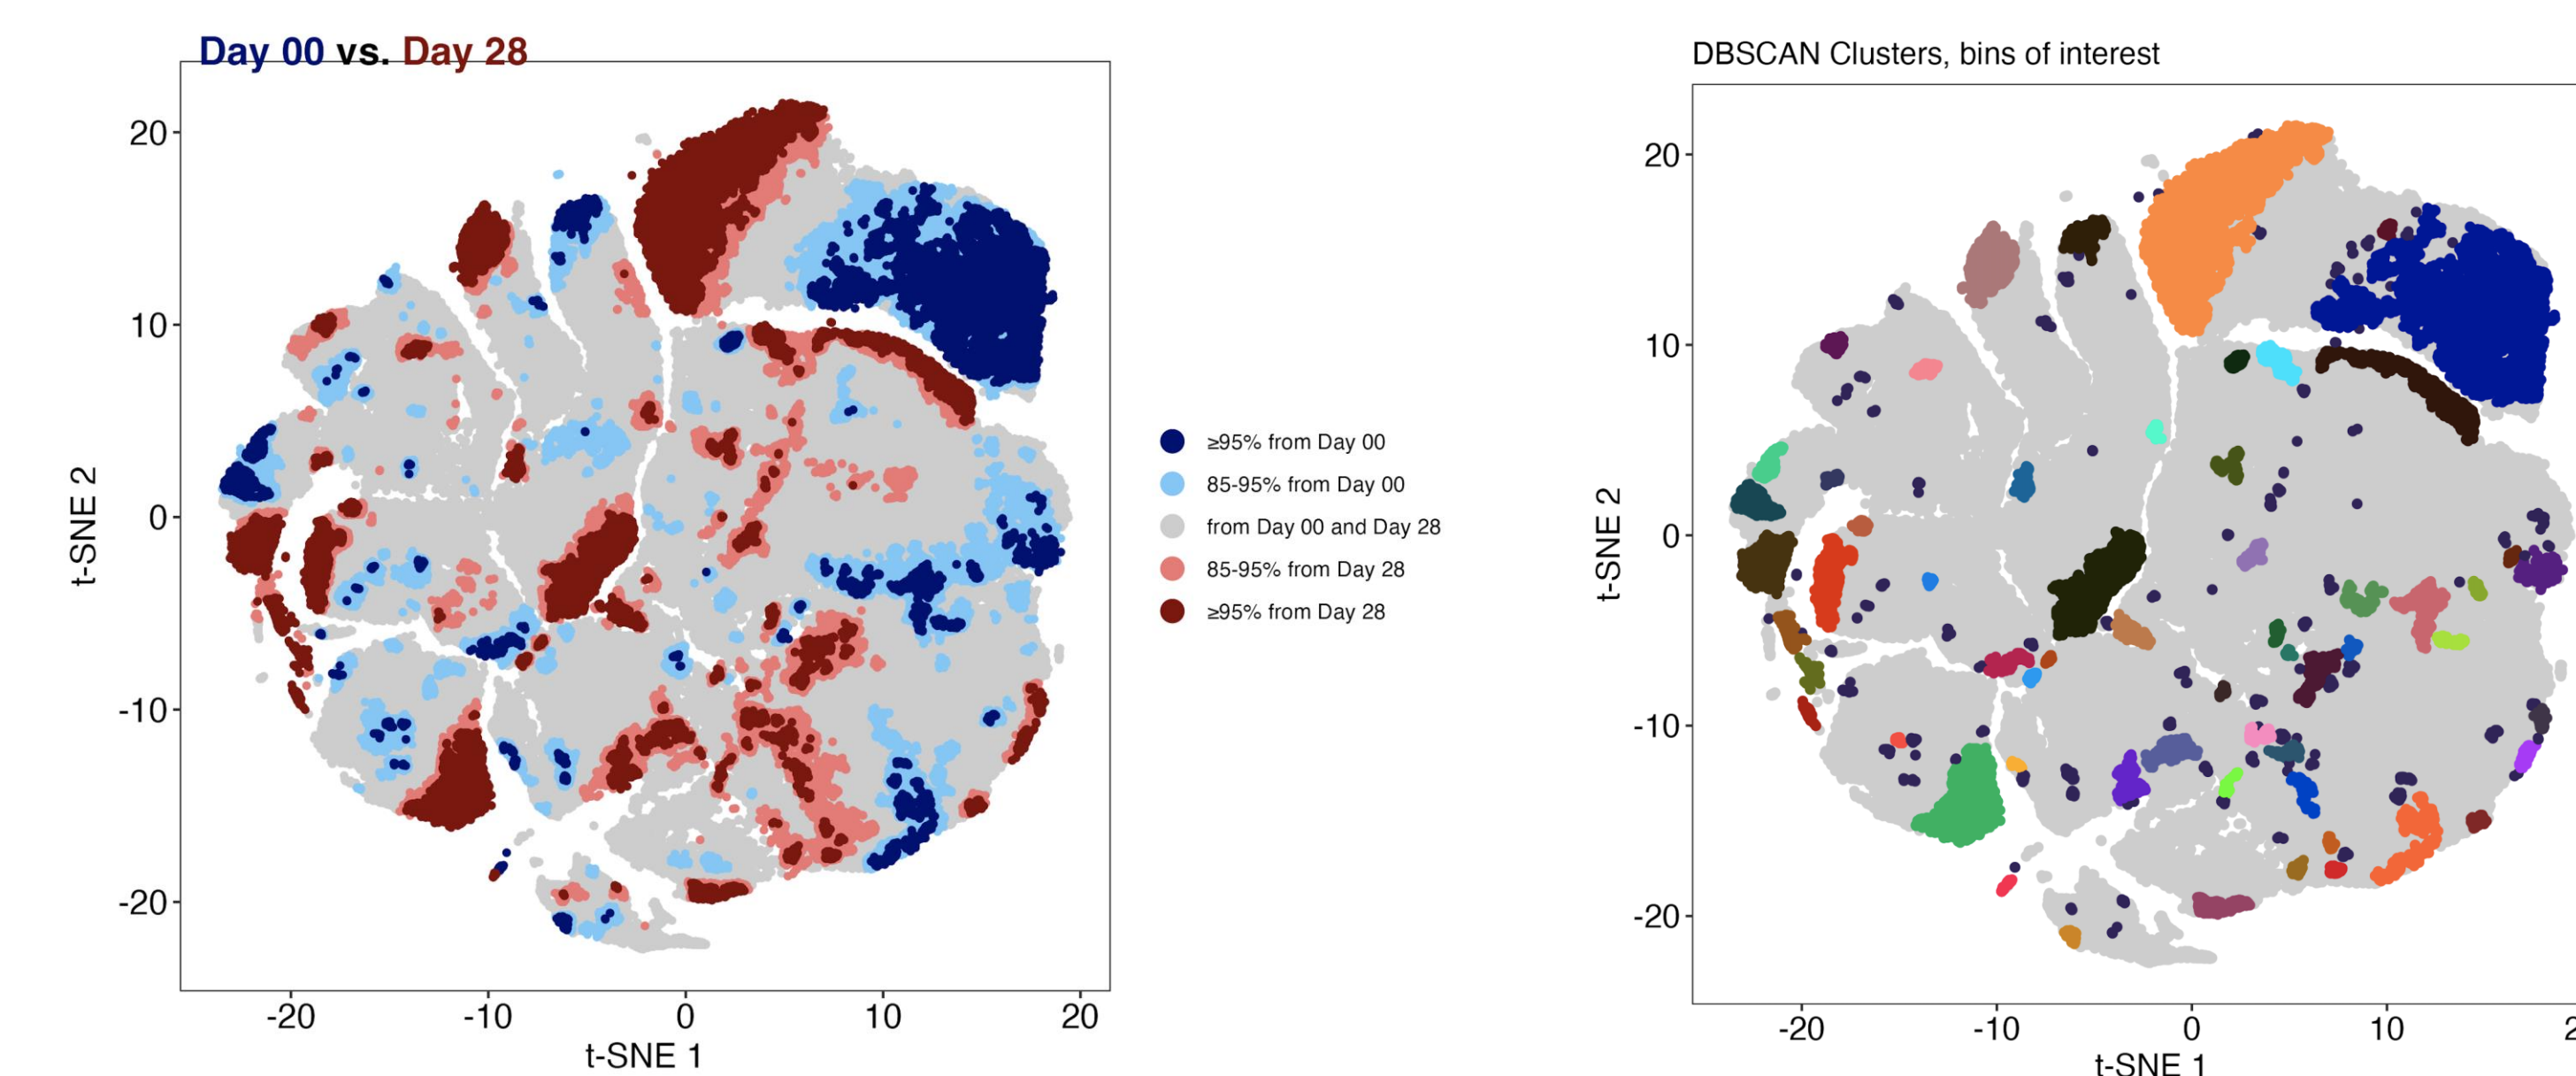 Day 00 vs. Day 28
20
10
0
-10
-20
t-SNE 2
-20 -10 0 10 20
t-SNE 1
≥95% from Day 00
85-95% from Day 00
from Day 00 and Day 28
85-95% from Day 28
≥95% from Day 28
DBSCAN Clusters, bins of interest
20
10
0
-10
-20
t-SNE 2
-20 -10 0 10 2
t-SNE 1